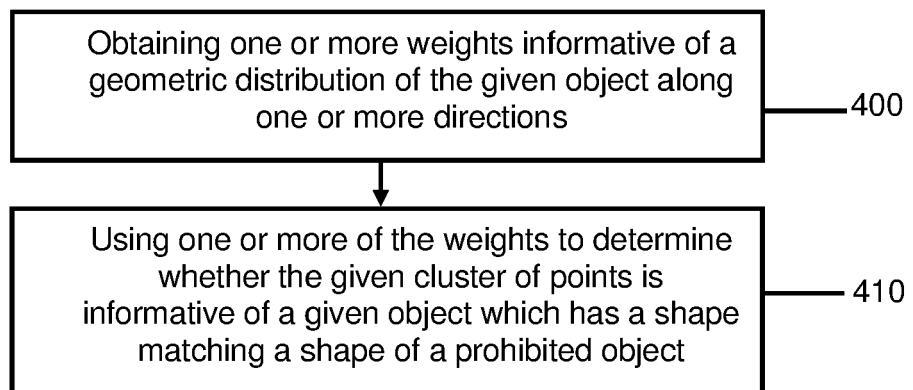 Obtaining one or more weights informative of a
geometric distribution of the given object along
one or more directions
400
Using one or more of the weights to determine
whether the given cluster of points is
informative of a given object which has a shape
matching a shape of a prohibited object
410